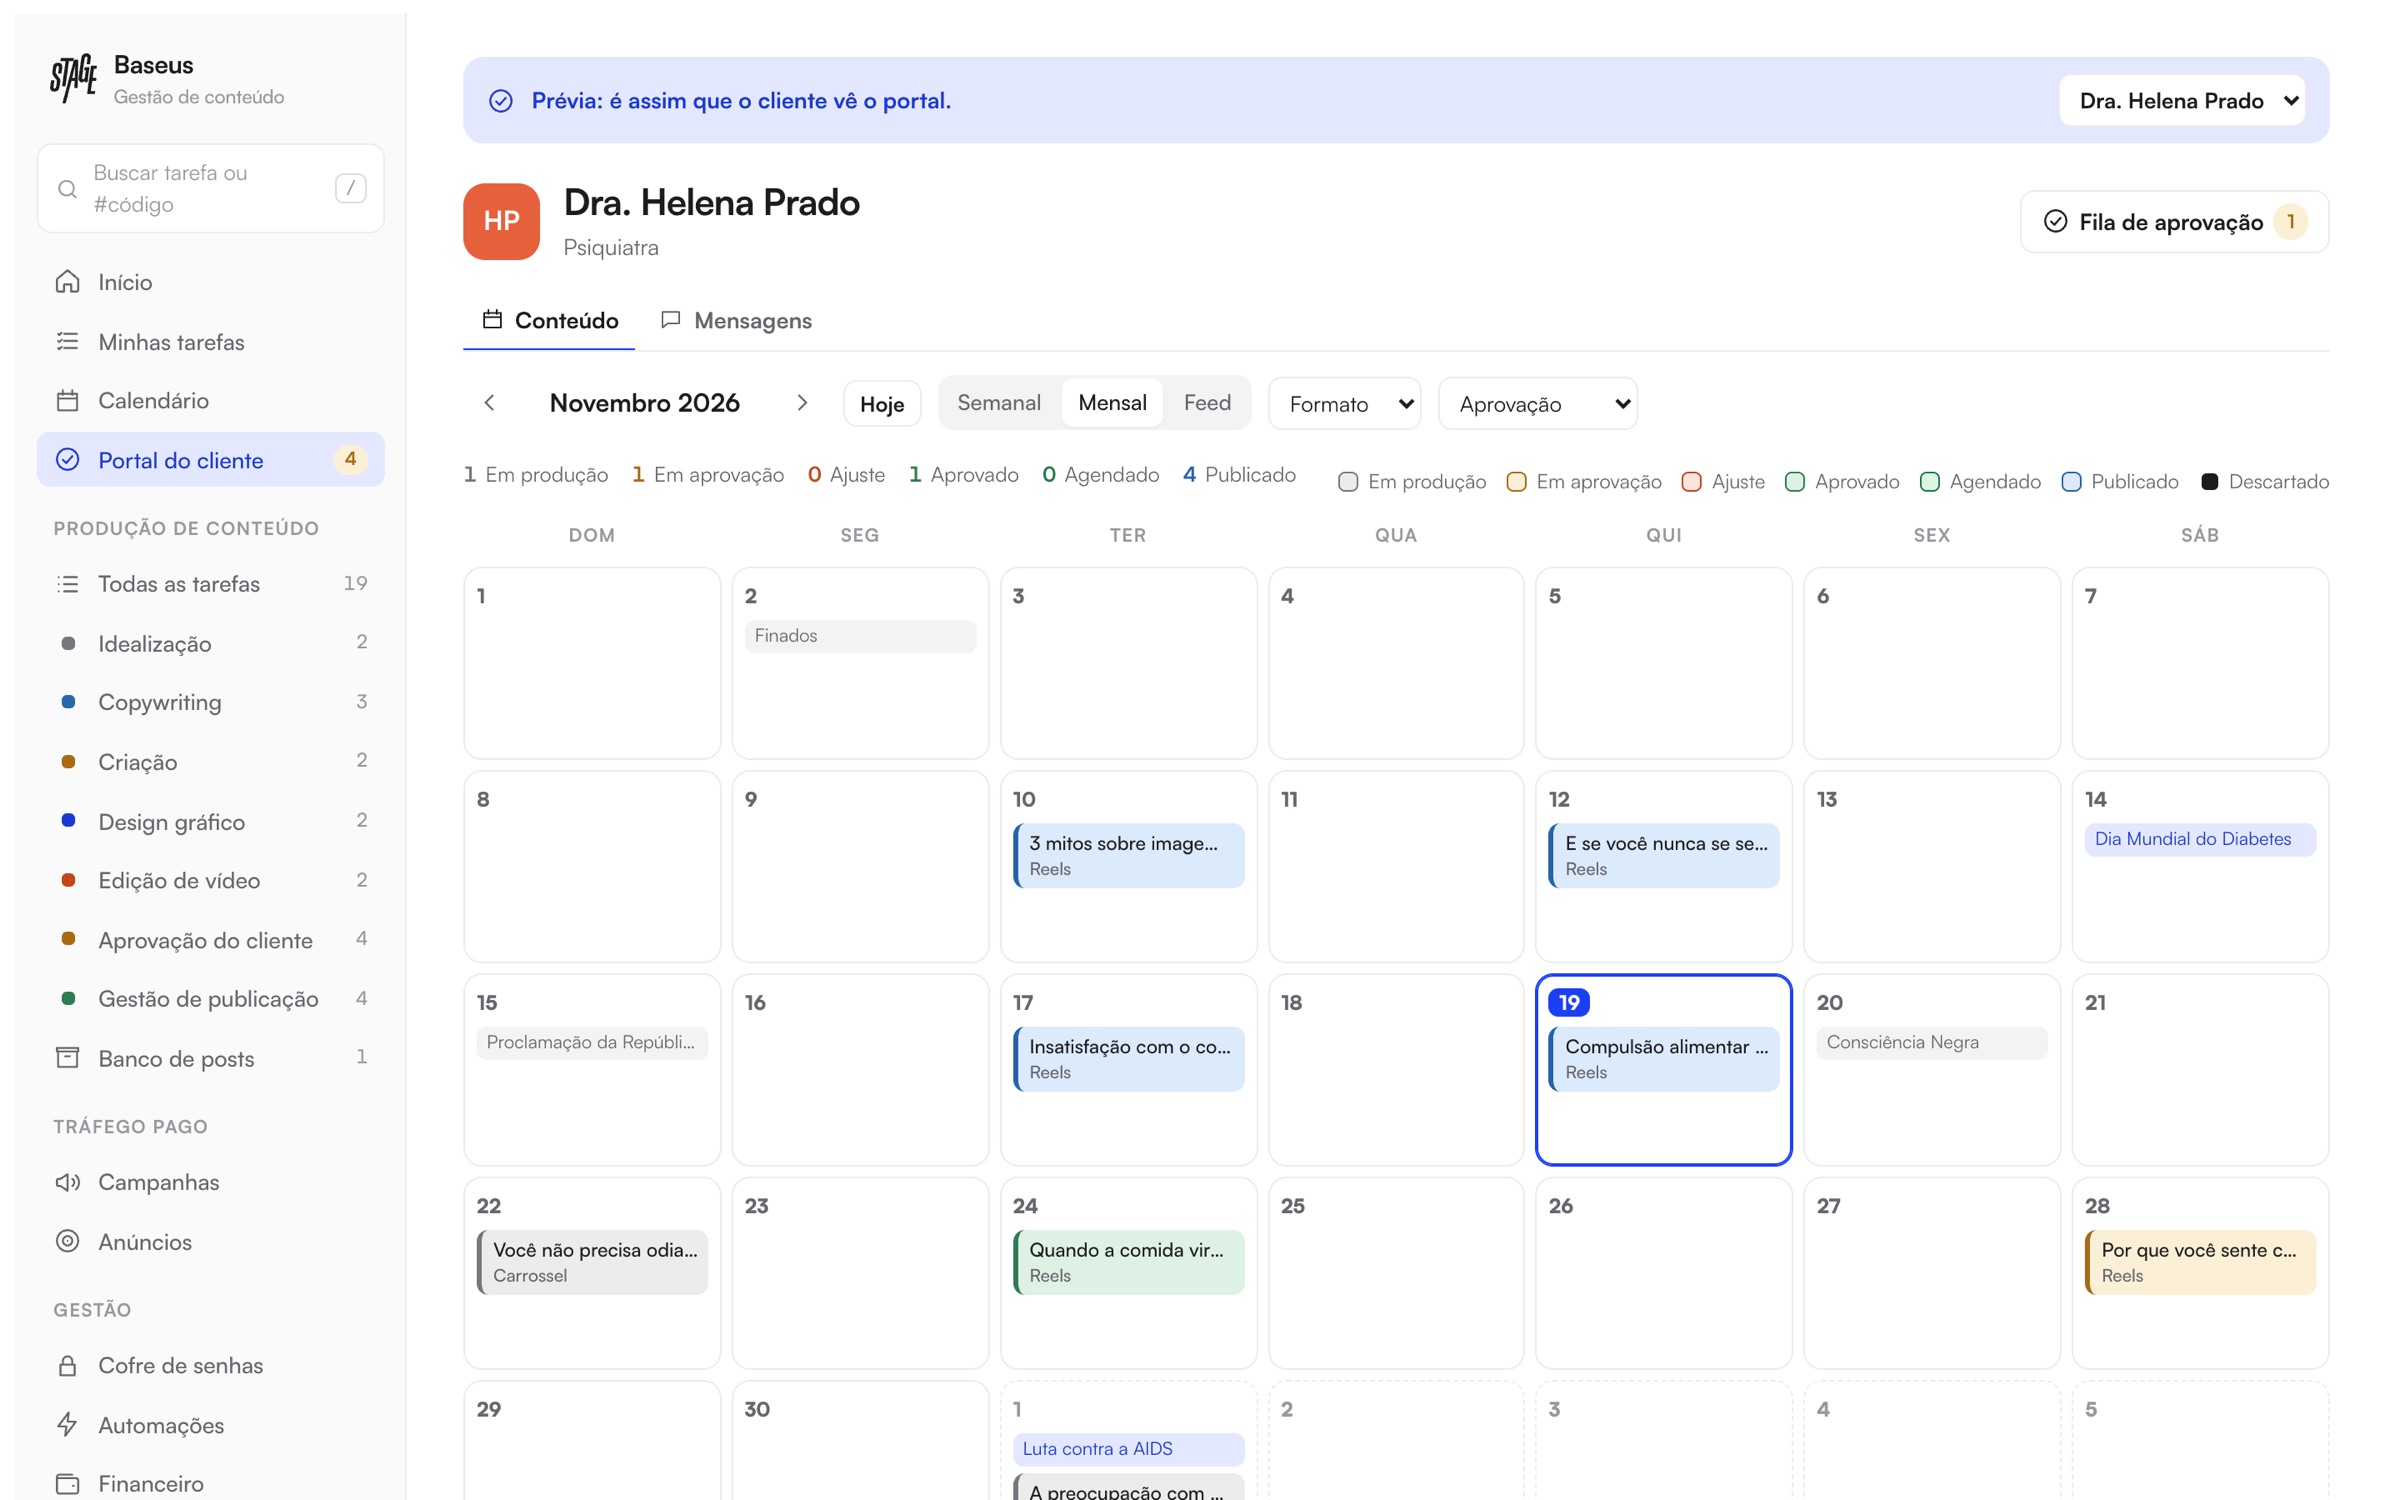 STAGE
Baseus
Gestão de conteúdo
Buscar tarefa ou
#código
/
Início
Minhas tarefas
Calendário
Portal do cliente 4
PRODUÇÃO DE CONTEÚDO
Todas as tarefas 19
Idealização 2
Copywriting 3
Criação 2
Design gráfico 2
Edição de vídeo 2
Aprovação do cliente 4
Gestão de publicação 4
Banco de posts 1
TRÁFEGO PAGO
Campanhas
Anúncios
GESTÃO
Cofre de senhas
Automações
Financeiro
Prévia: é assim que o cliente vê o portal.
Dra. Helena Prado
HP
Dra. Helena Prado
Psiquiatra
Fila de aprovação 1
Conteúdo
Mensagens
Novembro 2026
Hoje
Semanal
Mensal
Feed
Formato
Aprovação
1 Em produção 1 Em aprovação 0 Ajuste 1 Aprovado 0 Agendado 4 Publicado
Em produção Em aprovação Ajuste Aprovado Agendado Publicado Descartado
DOM SEG TER QUA QUI SEX SÁB
1
2
Finados
3
4
5
6
7
8
9
10
3 mitos sobre image...
Reels
11
12
E se você nunca se se...
Reels
13
14
Dia Mundial do Diabetes
15
Proclamação da Repúbli...
16
17
Insatisfação com o co...
Reels
18
19
Compulsão alimentar ...
Reels
20
Consciência Negra
21
22
Você não precisa odia...
Carrossel
23
24
Quando a comida vir...
Reels
25
26
27
28
Por que você sente c...
Reels
29
30
1
Luta contra a AIDS
A preocupação com ...
2
3
4
5